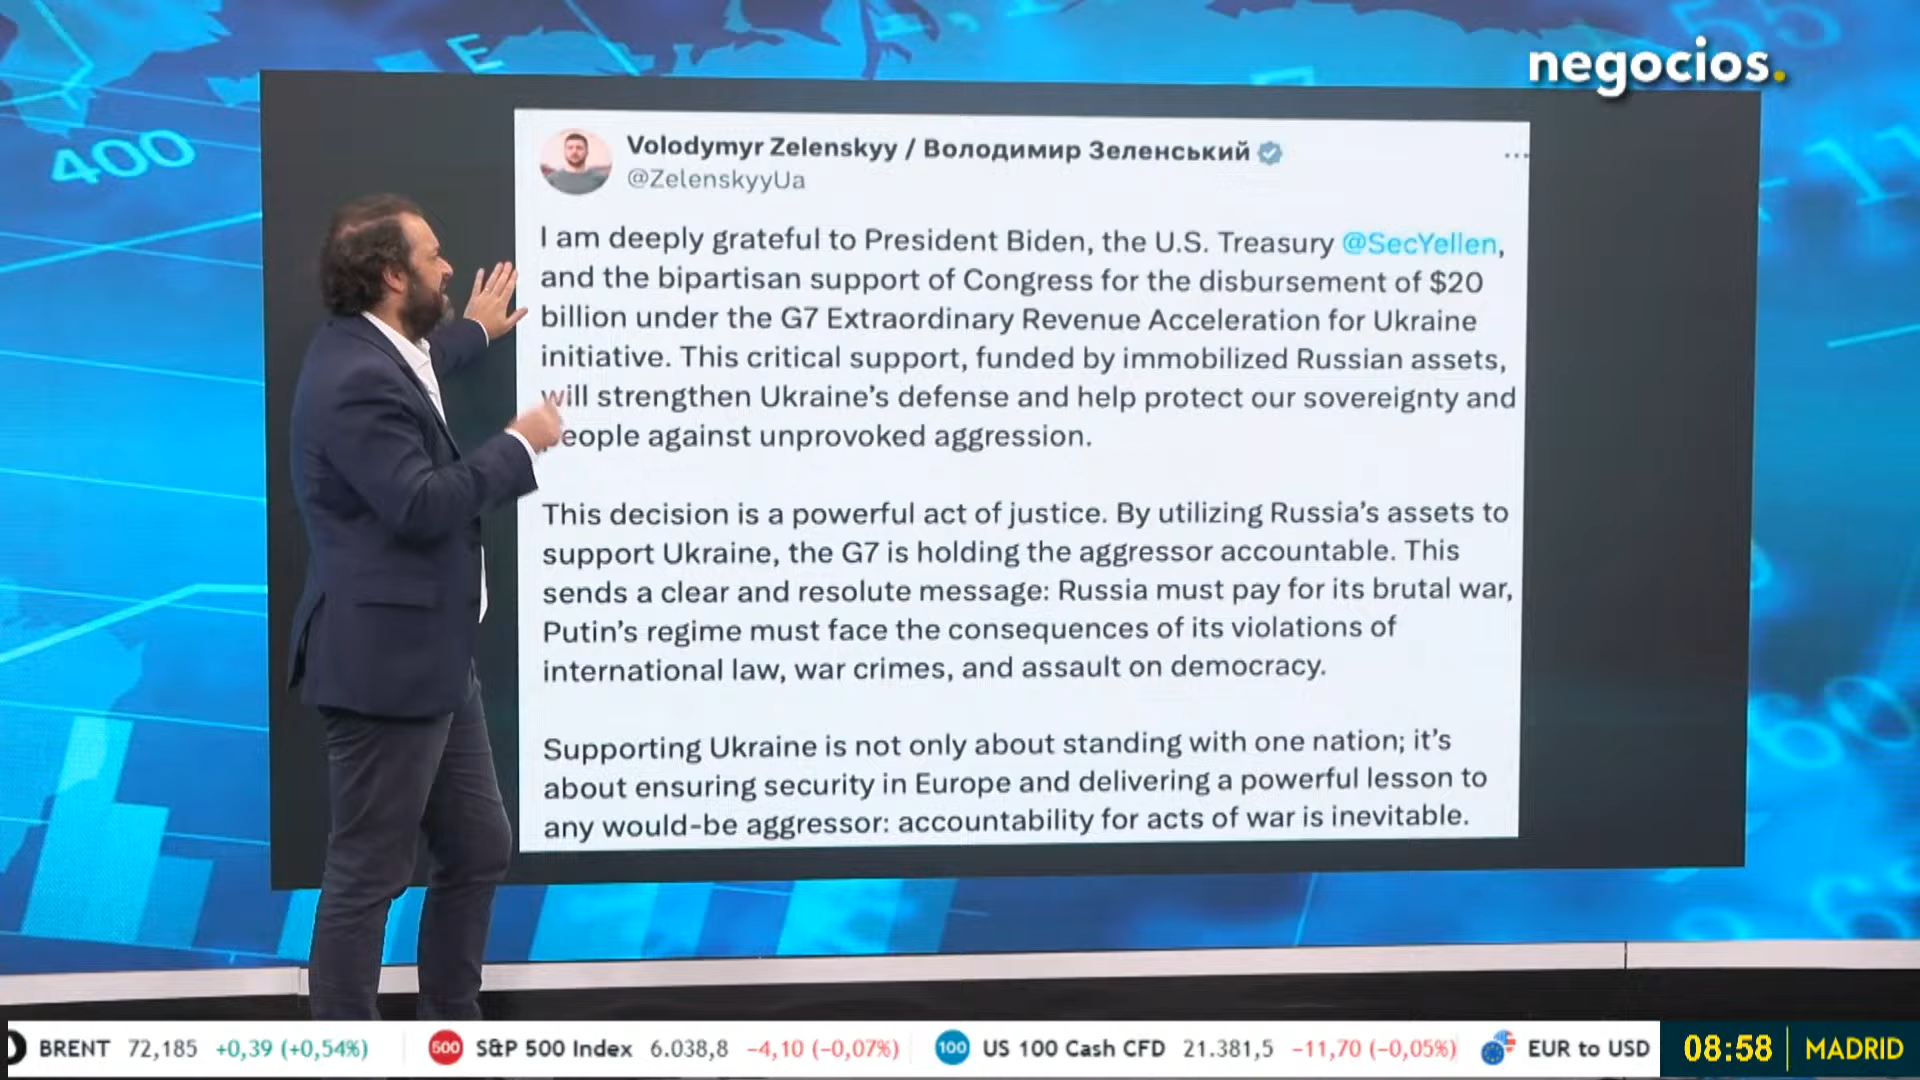 negocios.
E
400
Volodymyr Zelenskyy / Володимир Зеленський
@ZelenskyyUa
I am deeply grateful to President Biden, the U.S. Treasury @SecYellen,
and the bipartisan support of Congress for the disbursement of $20
billion under the G7 Extraordinary Revenue Acceleration for Ukraine
initiative. This critical support, funded by immobilized Russian assets,
will strengthen Ukraine’s defense and help protect our sovereignty and
people against unprovoked aggression.
This decision is a powerful act of justice. By utilizing Russia’s assets to
support Ukraine, the G7 is holding the aggressor accountable. This
sends a clear and resolute message: Russia must pay for its brutal war,
Putin’s regime must face the consequences of its violations of
international law, war crimes, and assault on democracy.
Supporting Ukraine is not only about standing with one nation; it’s
about ensuring security in Europe and delivering a powerful lesson to
any would-be aggressor: accountability for acts of war is inevitable.
BRENT 72,185 +0,39 (+0,54%) 500 S&P 500 Index 6.038,8 −4,10 (−0,07%) 100 US 100 Cash CFD 21.381,5 −11,70 (−0,05%) EUR to USD 08:58 MADRID